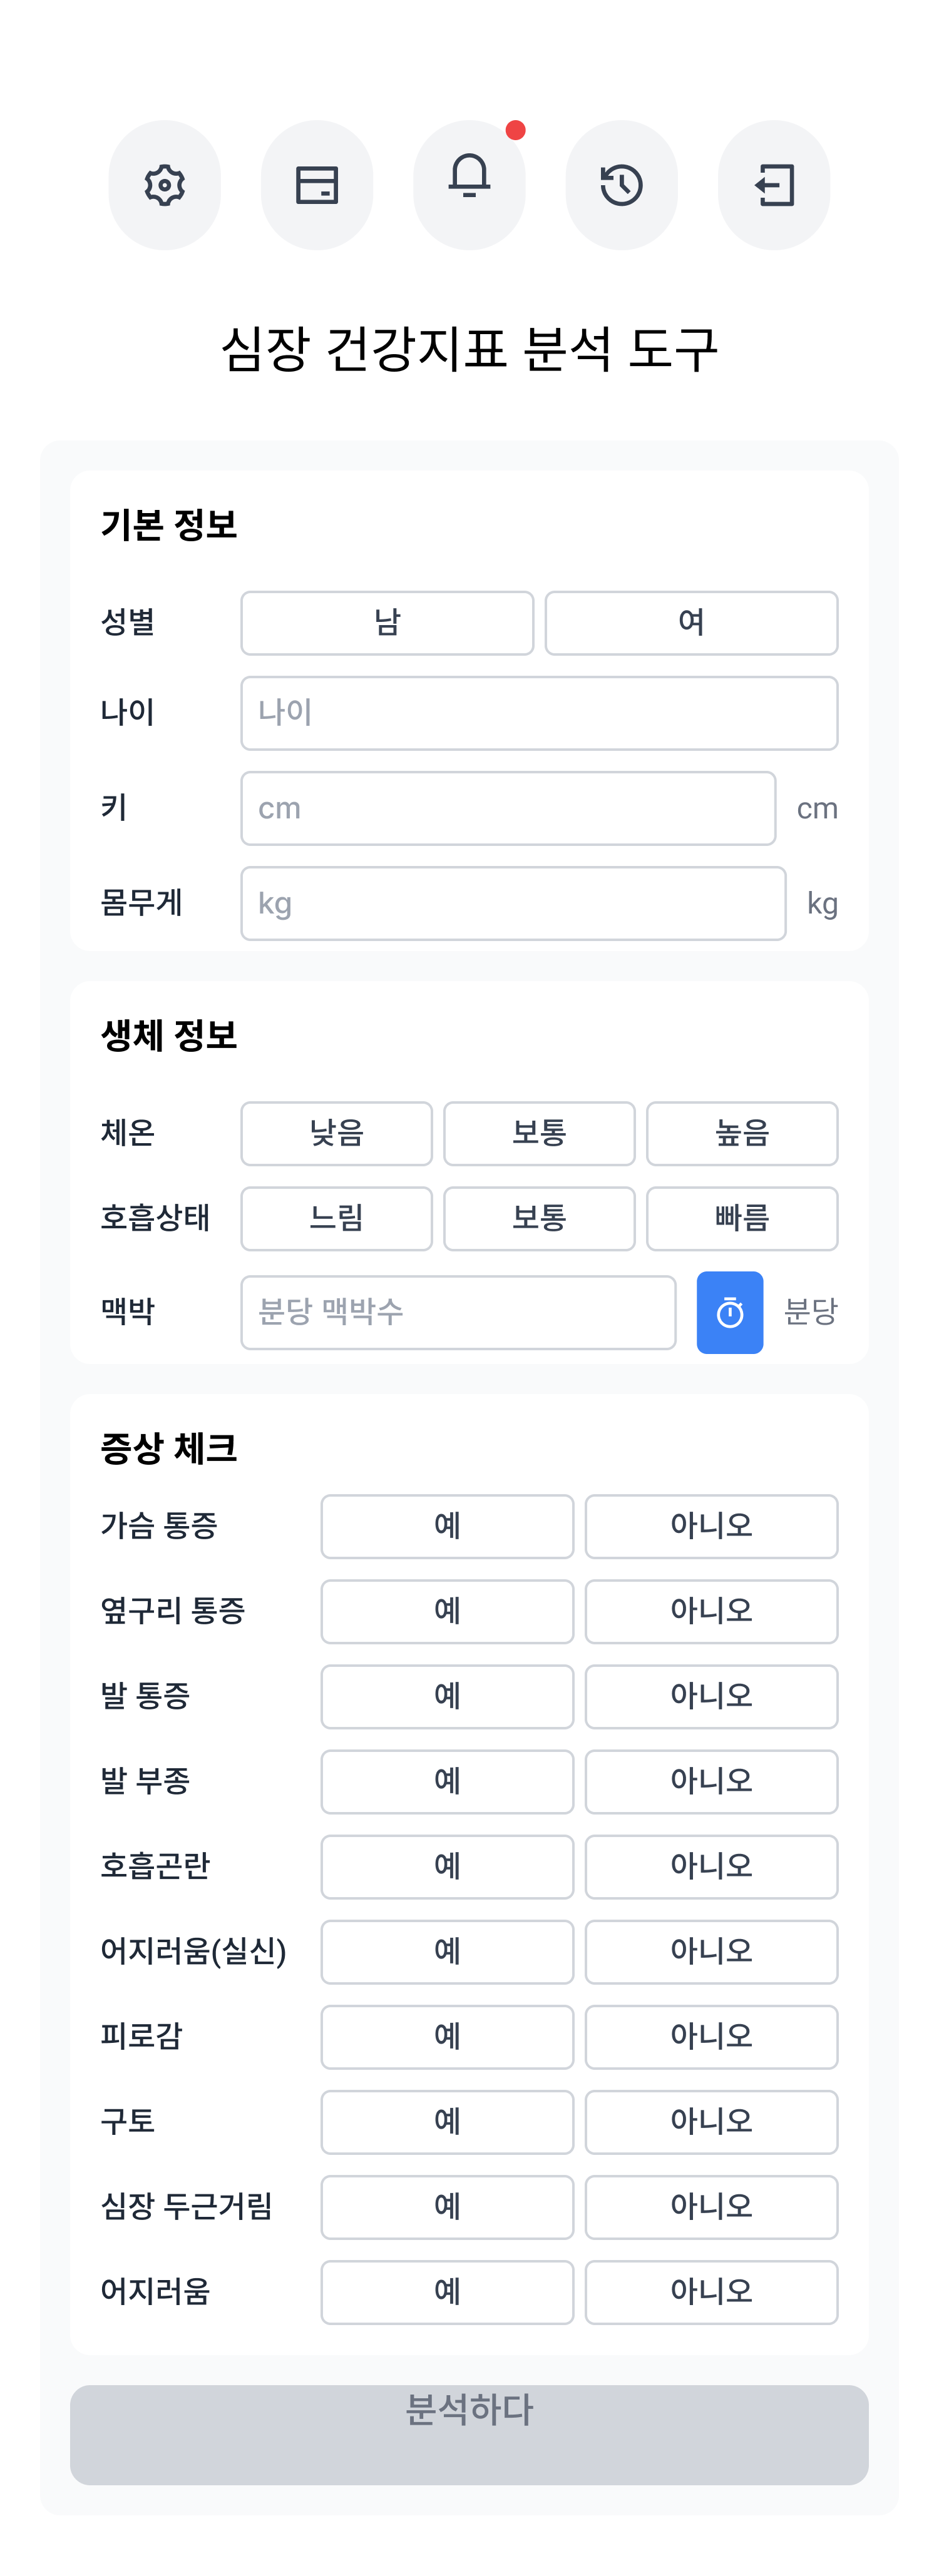 심장 건강지표 분석 도구
기본 정보
성별 남 여
나이 나이
키 cm cm
몸무게 kg kg
생체 정보
체온 낮음 보통 높음
호흡상태 느림 보통 빠름
맥박 분당 맥박수 분당
증상 체크
가슴 통증 예 아니오
옆구리 통증 예 아니오
발 통증 예 아니오
발 부종 예 아니오
호흡곤란 예 아니오
어지러움(실신) 예 아니오
피로감 예 아니오
구토 예 아니오
심장 두근거림 예 아니오
어지러움 예 아니오
분석하다